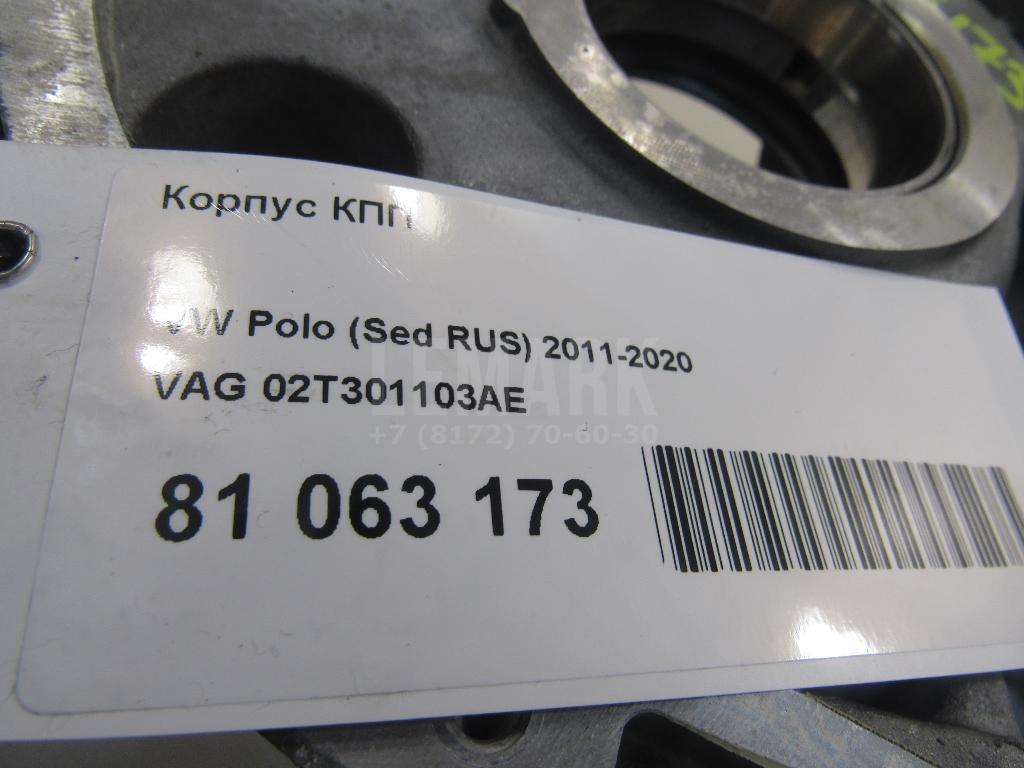 Корпус КПП
VW Polo (Sed RUS) 2011-2020
VAG 02T301103AE
LEMARK
+7 (8172) 70-60-30
81 063 173